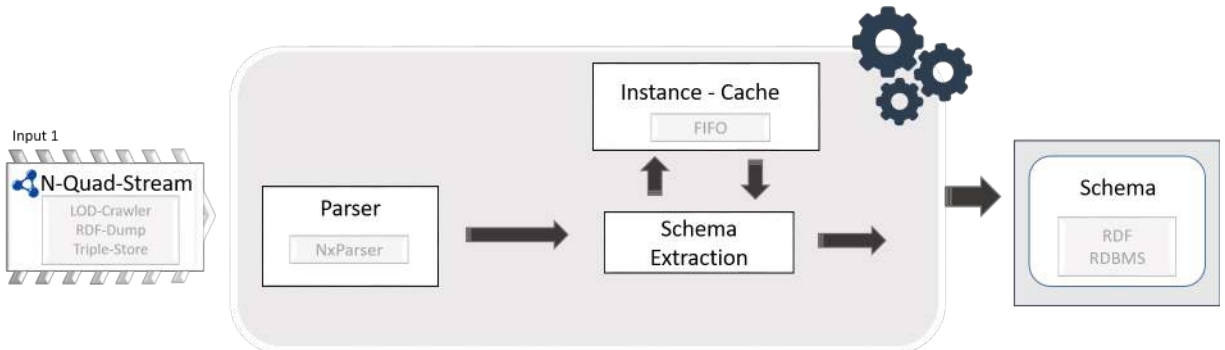 Input 1
N-Quad-Stream
LOD-Crawler
RDF-Dump
Triple-Store
Parser
NxParser
Instance - Cache
FIFO
Schema
Extraction
Schema
RDF
RDBMS